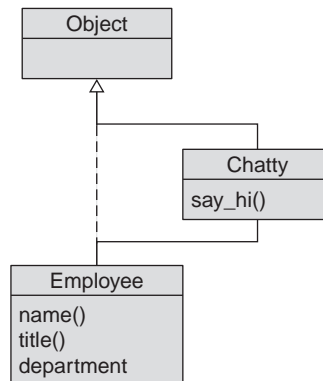 Object
Chatty
say_hi()
Employee
name()
title()
department